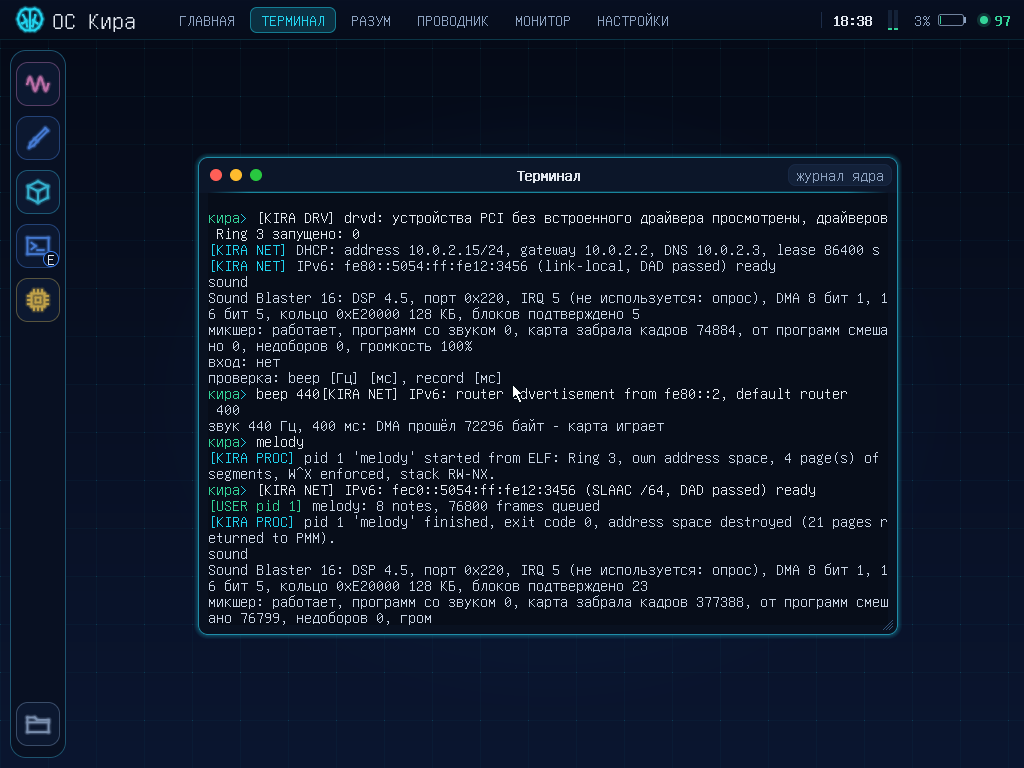 ОС Кира
ГЛАВНАЯ ТЕРМИНАЛ РАЗУМ ПРОВОДНИК МОНИТОР НАСТРОЙКИ
18:38 3% 97
E
Терминал
журнал ядра
кира> [KIRA DRV] drvd: устройства PCI без встроенного драйвера просмотрены, драйверов
Ring 3 запущено: 0
[KIRA NET] DHCP: address 10.0.2.15/24, gateway 10.0.2.2, DNS 10.0.2.3, lease 86400 s
[KIRA NET] IPv6: fe80::5054:ff:fe12:3456 (link-local, DAD passed) ready
sound
Sound Blaster 16: DSP 4.5, порт 0x220, IRQ 5 (не используется: опрос), DMA 8 бит 1, 1
6 бит 5, кольцо 0xE20000 128 КБ, блоков подтверждено 5
микшер: работает, программ со звуком 0, карта забрала кадров 74884, от программ смеша
но 0, недоборов 0, громкость 100%
вход: нет
проверка: beep [Гц] [мс], record [мс]
кира> beep 440[KIRA NET] IPv6: router advertisement from fe80::2, default router
400
звук 440 Гц, 400 мс: DMA прошёл 72296 байт - карта играет
кира> melody
[KIRA PROC] pid 1 'melody' started from ELF: Ring 3, own address space, 4 page(s) of
segments, W^X enforced, stack RW-NX.
кира> [KIRA NET] IPv6: fec0::5054:ff:fe12:3456 (SLAAC /64, DAD passed) ready
[USER pid 1] melody: 8 notes, 76800 frames queued
[KIRA PROC] pid 1 'melody' finished, exit code 0, address space destroyed (21 pages r
eturned to PMM).
sound
Sound Blaster 16: DSP 4.5, порт 0x220, IRQ 5 (не используется: опрос), DMA 8 бит 1, 1
6 бит 5, кольцо 0xE20000 128 КБ, блоков подтверждено 23
микшер: работает, программ со звуком 0, карта забрала кадров 377388, от программ смеш
ано 76799, недоборов 0, гром